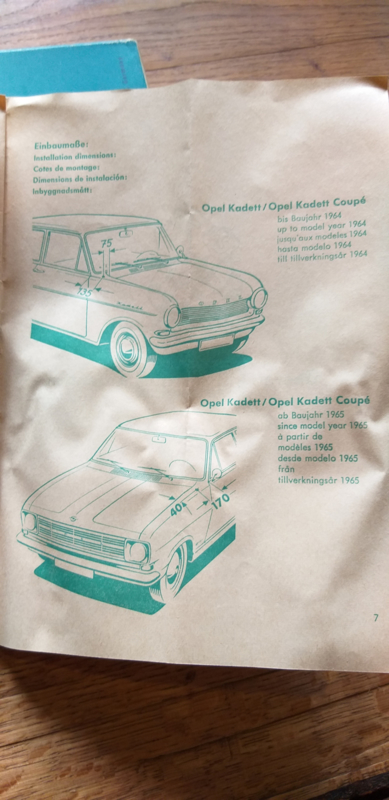 Einbaumaße:
Installation dimensions:
Cotes de montage:
Dimensions de instalación:
Inbyggnadsmått:
Opel Kadett/Opel Kadett Coupé
bis Baujahr 1964
up to model year 1964
jusqu'aux modeles 1964
hasta modelo 1964
till tillverkningsår 1964
75
OPEL
Opel Kadett/Opel Kadett Coupé
ab Baujahr 1965
since model year 1965
à partir de
modèles 1965
desde modelo 1965
från
tillverkningsår 1965
40
170
7